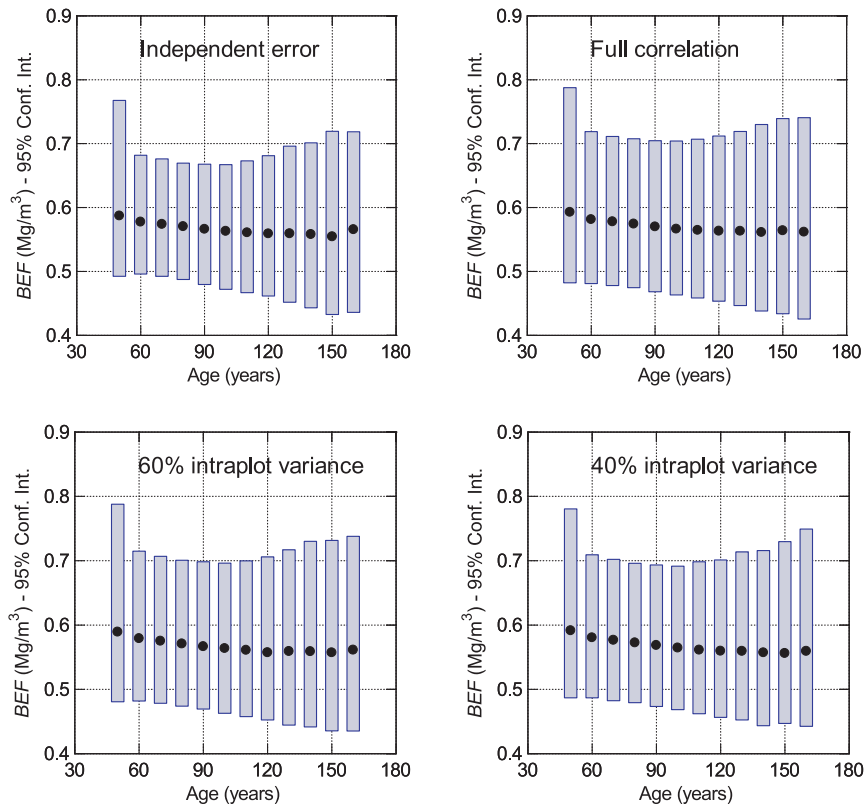 Independent error
BEF (Mg/m³) - 95% Conf. Int.
0.9
0.8
0.7
0.6
0.5
0.4
30 60 90 120 150 180
Age (years)
Full correlation
BEF (Mg/m³) - 95% Conf. Int.
0.9
0.8
0.7
0.6
0.5
0.4
30 60 90 120 150 180
Age (years)
60% intraplot variance
BEF (Mg/m³) - 95% Conf. Int.
0.9
0.8
0.7
0.6
0.5
0.4
30 60 90 120 150 180
Age (years)
40% intraplot variance
BEF (Mg/m³) - 95% Conf. Int.
0.9
0.8
0.7
0.6
0.5
0.4
30 60 90 120 150 180
Age (years)